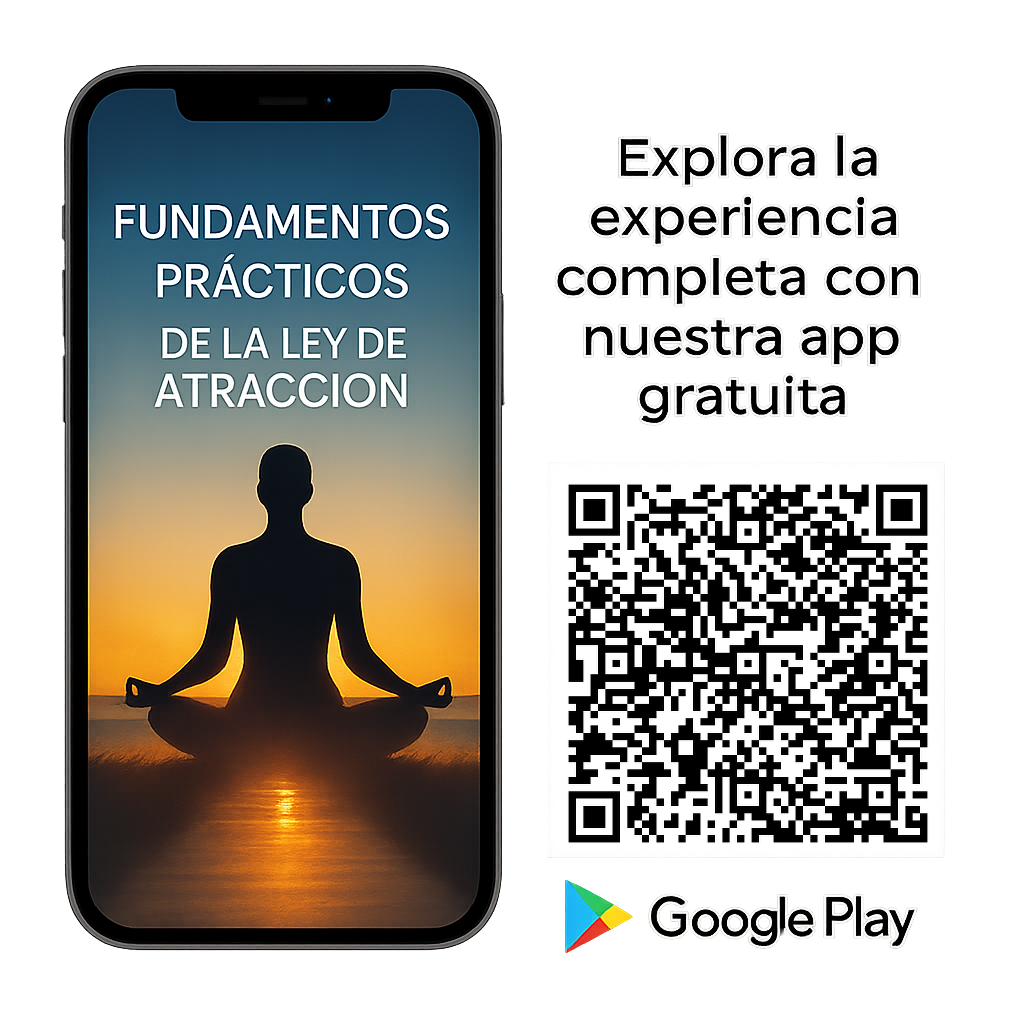 FUNDAMENTOS
PRÁCTICOS
DE LA LEY DE
ATRACCION
Explora la
experiencia
completa con
nuestra app
gratuita
Google Play